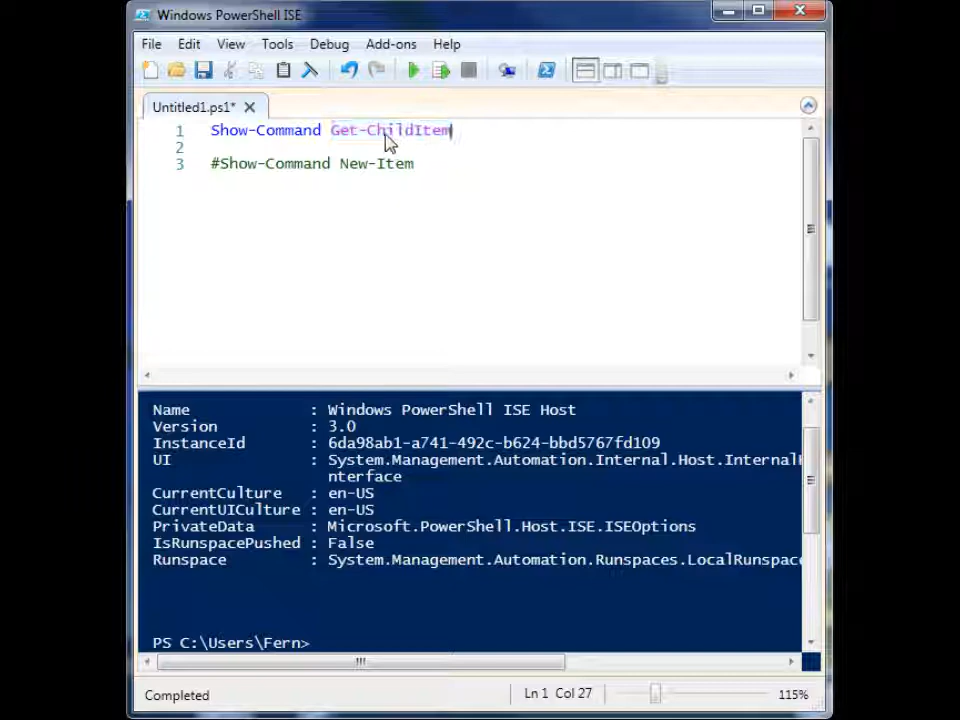 Windows PowerShell ISE
File Edit View Tools Debug Add-ons Help
Untitled1.ps1*
1 Show-Command Get-ChildItem
2
3 #Show-Command New-Item
Name : Windows PowerShell ISE Host
Version : 3.0
InstanceId : 6da98ab1-a741-492c-b624-bbd5767fd109
UI : System.Management.Automation.Internal.Host.InternalH
nterface
CurrentCulture : en-US
CurrentUICulture : en-US
PrivateData : Microsoft.PowerShell.Host.ISE.ISEOptions
IsRunspacePushed : False
Runspace : System.Management.Automation.Runspaces.LocalRunspace
PS C:\Users\Fern>
Completed Ln 1 Col 27 115%